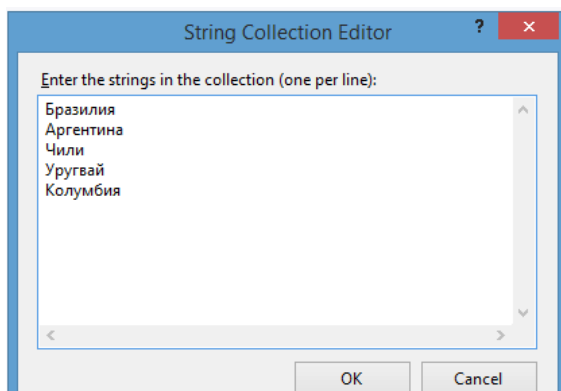 String Collection Editor
?
×
Enter the strings in the collection (one per line):
Бразилия
Аргентина
Чили
Уругвай
Колумбия
OK
Cancel